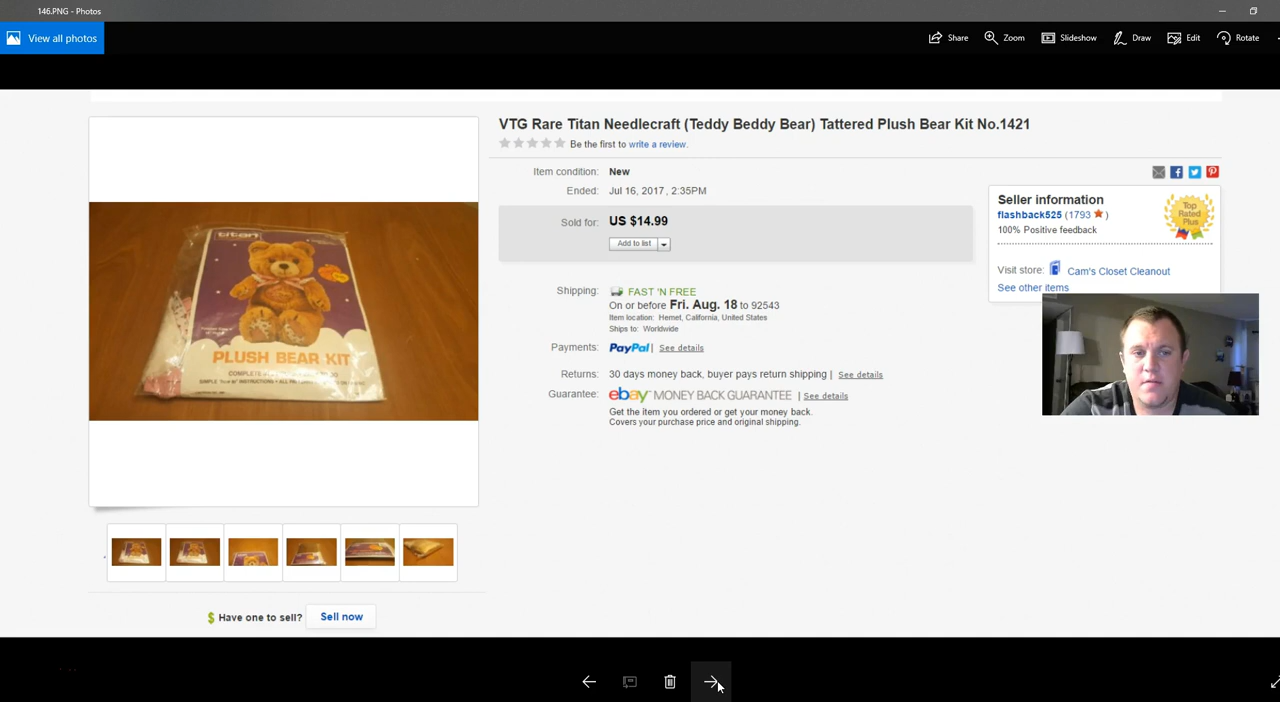 146.PNG - Photos
View all photos
Share
Zoom
Slideshow
Draw
Edit
Rotate
VTG Rare Titan Needlecraft (Teddy Beddy Bear) Tattered Plush Bear Kit No.1421
Be the first to write a review.
Item condition: New
Ended: Jul 16, 2017 , 2:35PM
Sold for: US $14.99
Add to list
Shipping: FAST 'N FREE
On or before Fri. Aug. 18 to 92543
Item location: Hemet, California, United States
Ships to: Worldwide
Payments: PayPal | See details
Returns: 30 days money back, buyer pays return shipping | See details
Guarantee: ebay MONEY BACK GUARANTEE | See details
Get the item you ordered or get your money back.
Covers your purchase price and original shipping.
Seller information
flashback525 (1793 )
100% Positive feedback
Top
Rated
Plus
Visit store: Cam's Closet Cleanout
See other items
titan
PLUSH BEAR KIT
$ Have one to sell? Sell now